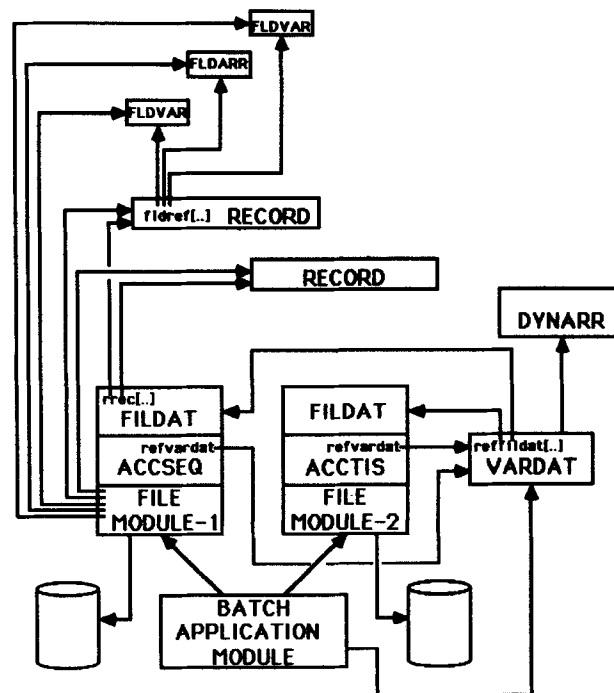 FLDVAR
FLDARR
FLDVAR
fldref[..] RECORD
RECORD
DYNARR
rrec[..]
FILDAT
refvardat
ACCSEQ
FILE
MODULE-1
FILDAT
refvardat
ACCTIS
FILE
MODULE-2
reffildat[..]
VARDAT
BATCH
APPLICATION
MODULE